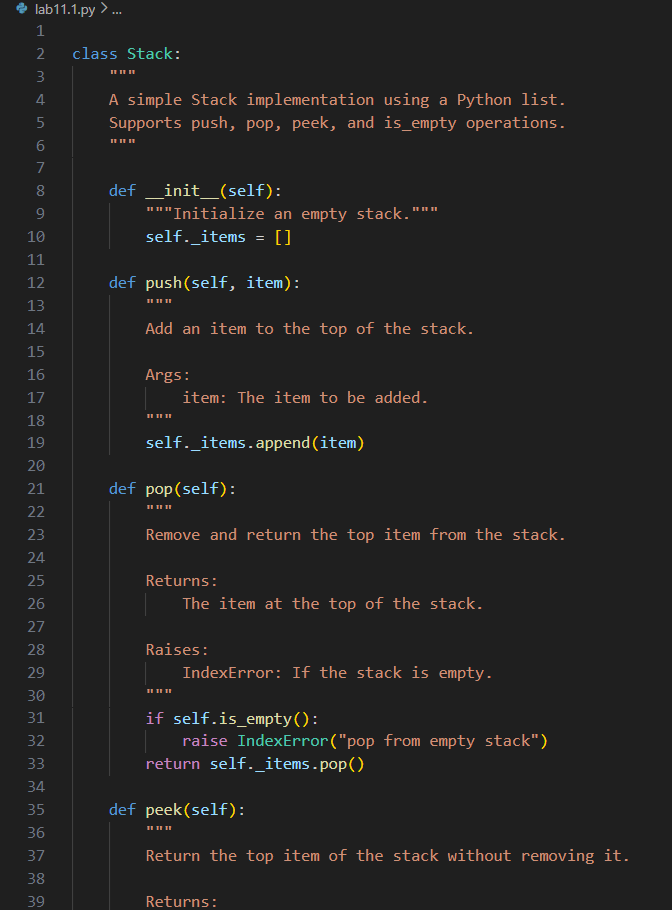 lab11.1.py > ...
1
2 class Stack:
3     """
4     A simple Stack implementation using a Python list.
5     Supports push, pop, peek, and is_empty operations.
6     """
7
8     def __init__(self):
9         """Initialize an empty stack."""
10         self._items = []
11
12     def push(self, item):
13         """
14         Add an item to the top of the stack.
15
16         Args:
17             item: The item to be added.
18         """
19         self._items.append(item)
20
21     def pop(self):
22         """
23         Remove and return the top item from the stack.
24
25         Returns:
26             The item at the top of the stack.
27
28         Raises:
29             IndexError: If the stack is empty.
30         """
31         if self.is_empty():
32             raise IndexError("pop from empty stack")
33         return self._items.pop()
34
35     def peek(self):
36         """
37         Return the top item of the stack without removing it.
38
39         Returns: